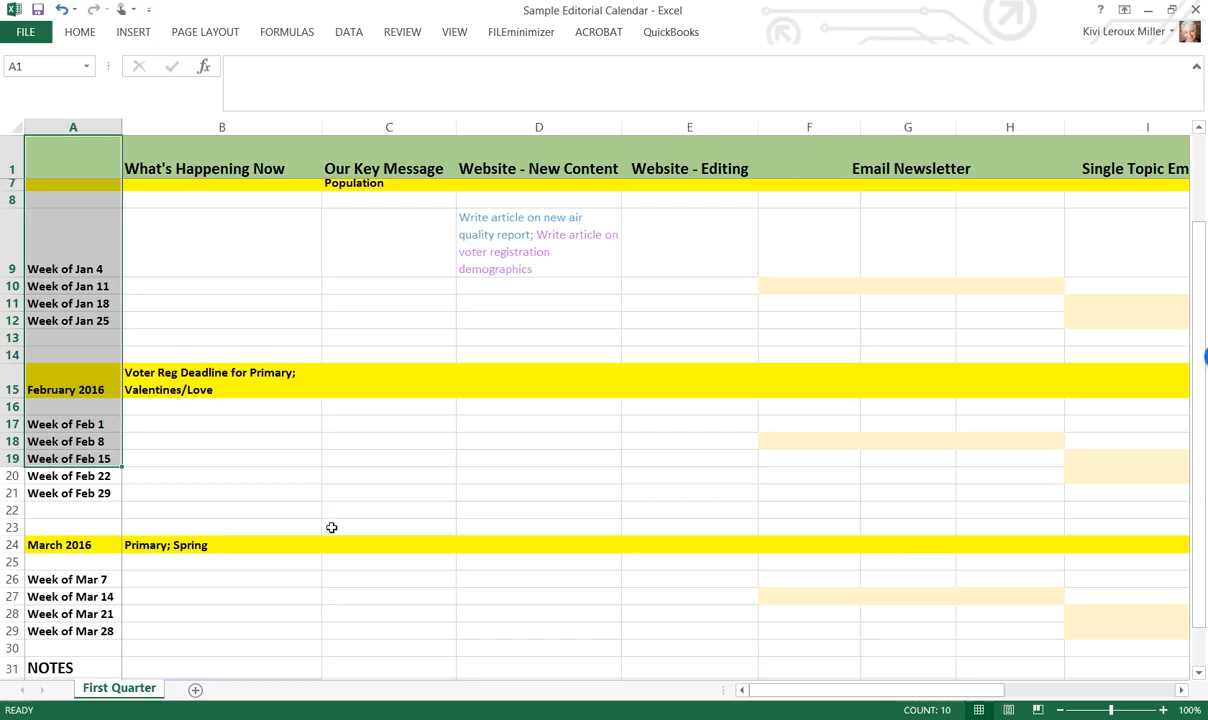 Sample Editorial Calendar - Excel
?
FILE HOME INSERT PAGE LAYOUT FORMULAS DATA REVIEW VIEW FILEminimizer ACROBAT QuickBooks Kivi Leroux Miller
A1 fx
A B C D E F G H I
1 What's Happening Now Our Key Message Website - New Content Website - Editing Email Newsletter Single Topic Em
7 Population
8
Write article on new air
quality report; Write article on
voter registration
9 Week of Jan 4 demographics
10 Week of Jan 11
11 Week of Jan 18
12 Week of Jan 25
13
14
Voter Reg Deadline for Primary;
15 February 2016 Valentines/Love
16
17 Week of Feb 1
18 Week of Feb 8
19 Week of Feb 15
20 Week of Feb 22
21 Week of Feb 29
22
23
24 March 2016 Primary; Spring
25
26 Week of Mar 7
27 Week of Mar 14
28 Week of Mar 21
29 Week of Mar 28
30
31 NOTES
First Quarter
READY COUNT: 10 100%